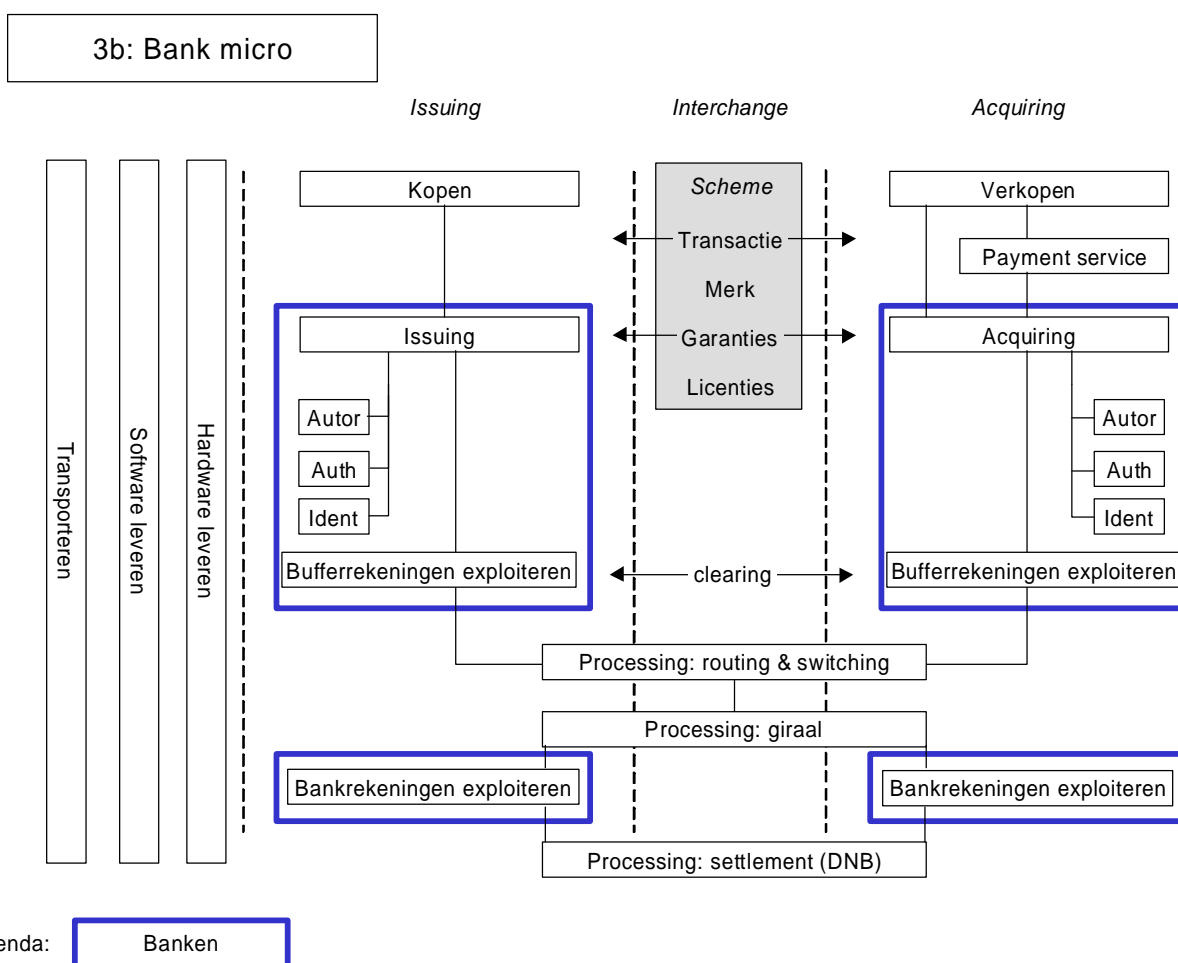 3b: Bank micro
Issuing
Interchange
Acquiring
Transporteren
Software leveren
Hardware leveren
Kopen
Scheme
Verkopen
Transactie
Payment service
Merk
Issuing
Garanties
Acquiring
Licenties
Autor
Autor
Auth
Auth
Ident
Ident
Bufferrekeningen exploiteren
clearing
Bufferrekeningen exploiteren
Processing: routing & switching
Processing: giraal
Bankrekeningen exploiteren
Bankrekeningen exploiteren
Processing: settlement (DNB)
enda:
Banken